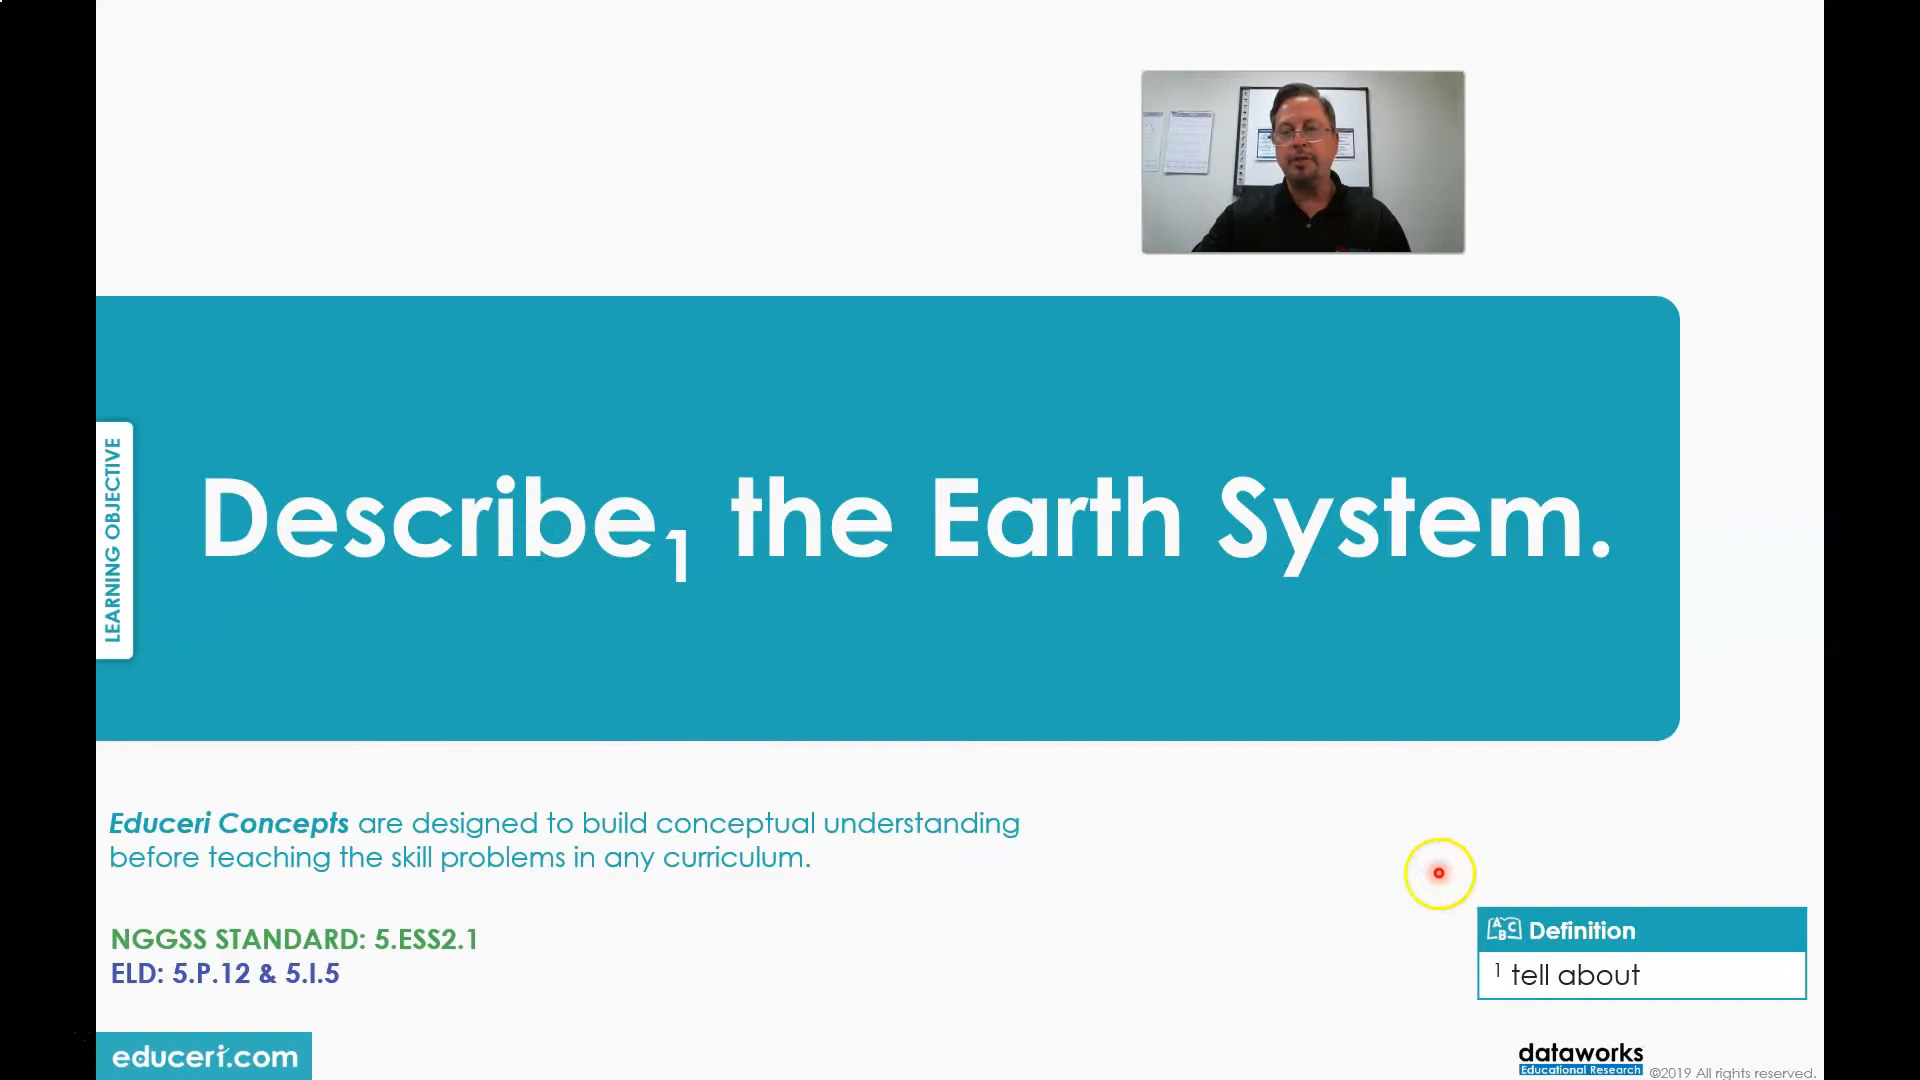 LEARNING OBJECTIVE
Describe₁ the Earth System.
Educeri Concepts are designed to build conceptual understanding
before teaching the skill problems in any curriculum.
NGGSS STANDARD: 5.ESS2.1
ELD: 5.P.12 & 5.I.5
Definition
¹ tell about
educeri.com
dataworks
Educational Research
©2019 All rights reserved.